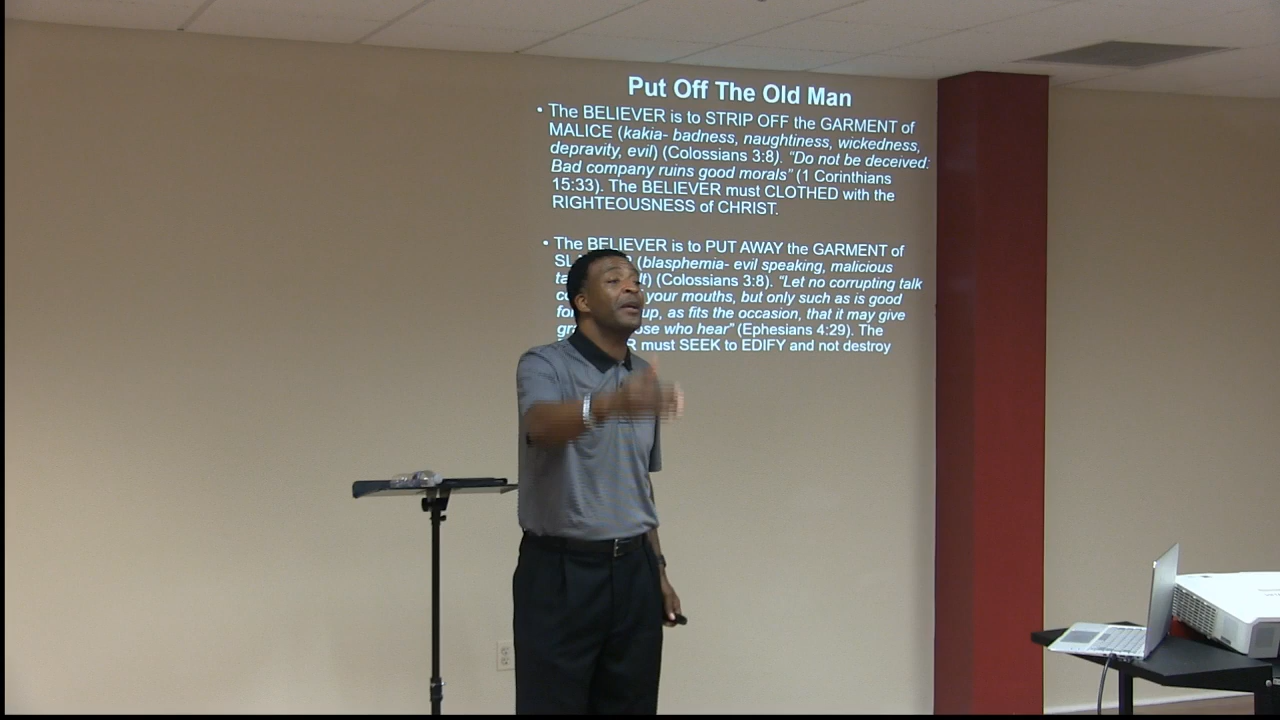 Put Off The Old Man
• The BELIEVER is to STRIP OFF the GARMENT of
MALICE (kakia- badness, naughtiness, wickedness,
depravity, evil) (Colossians 3:8). “Do not be deceived:
Bad company ruins good morals” (1 Corinthians
15:33). The BELIEVER must CLOTHED with the
RIGHTEOUSNESS of CHRIST.
• The BELIEVER is to PUT AWAY the GARMENT of
(blasphemia- evil speaking, malicious
(Colossians 3:8). “Let no corrupting talk
your mouths, but only such as is good
up, as fits the occasion, that it may give
who hear” (Ephesians 4:29). The
must SEEK to EDIFY and not destroy